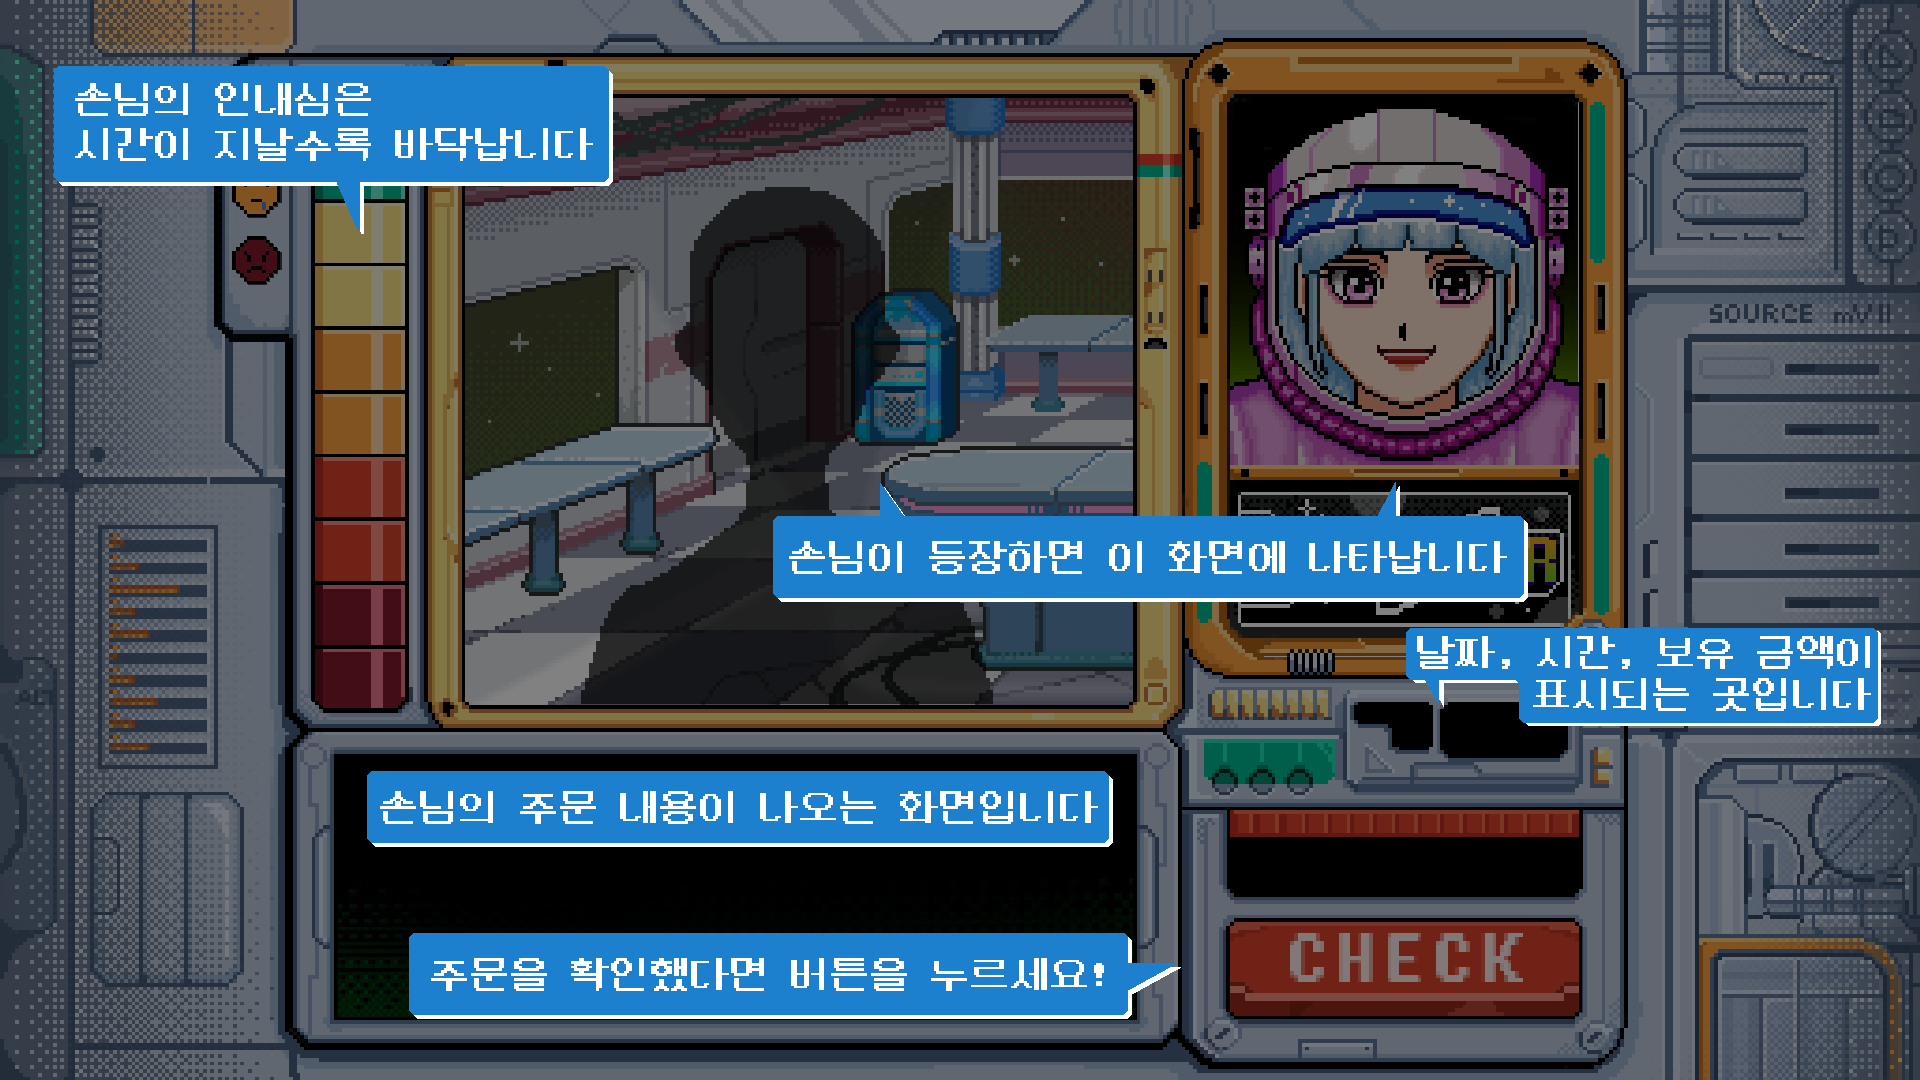 손님의 인내심은
시간이 지날수록 바닥납니다
SOURCE
손님이 등장하면 이 화면에 나타납니다
날짜, 시간, 보유 금액이
표시되는 곳입니다
손님의 주문 내용이 나오는 화면입니다
주문을 확인했다면 버튼을 누르세요!
CHECK